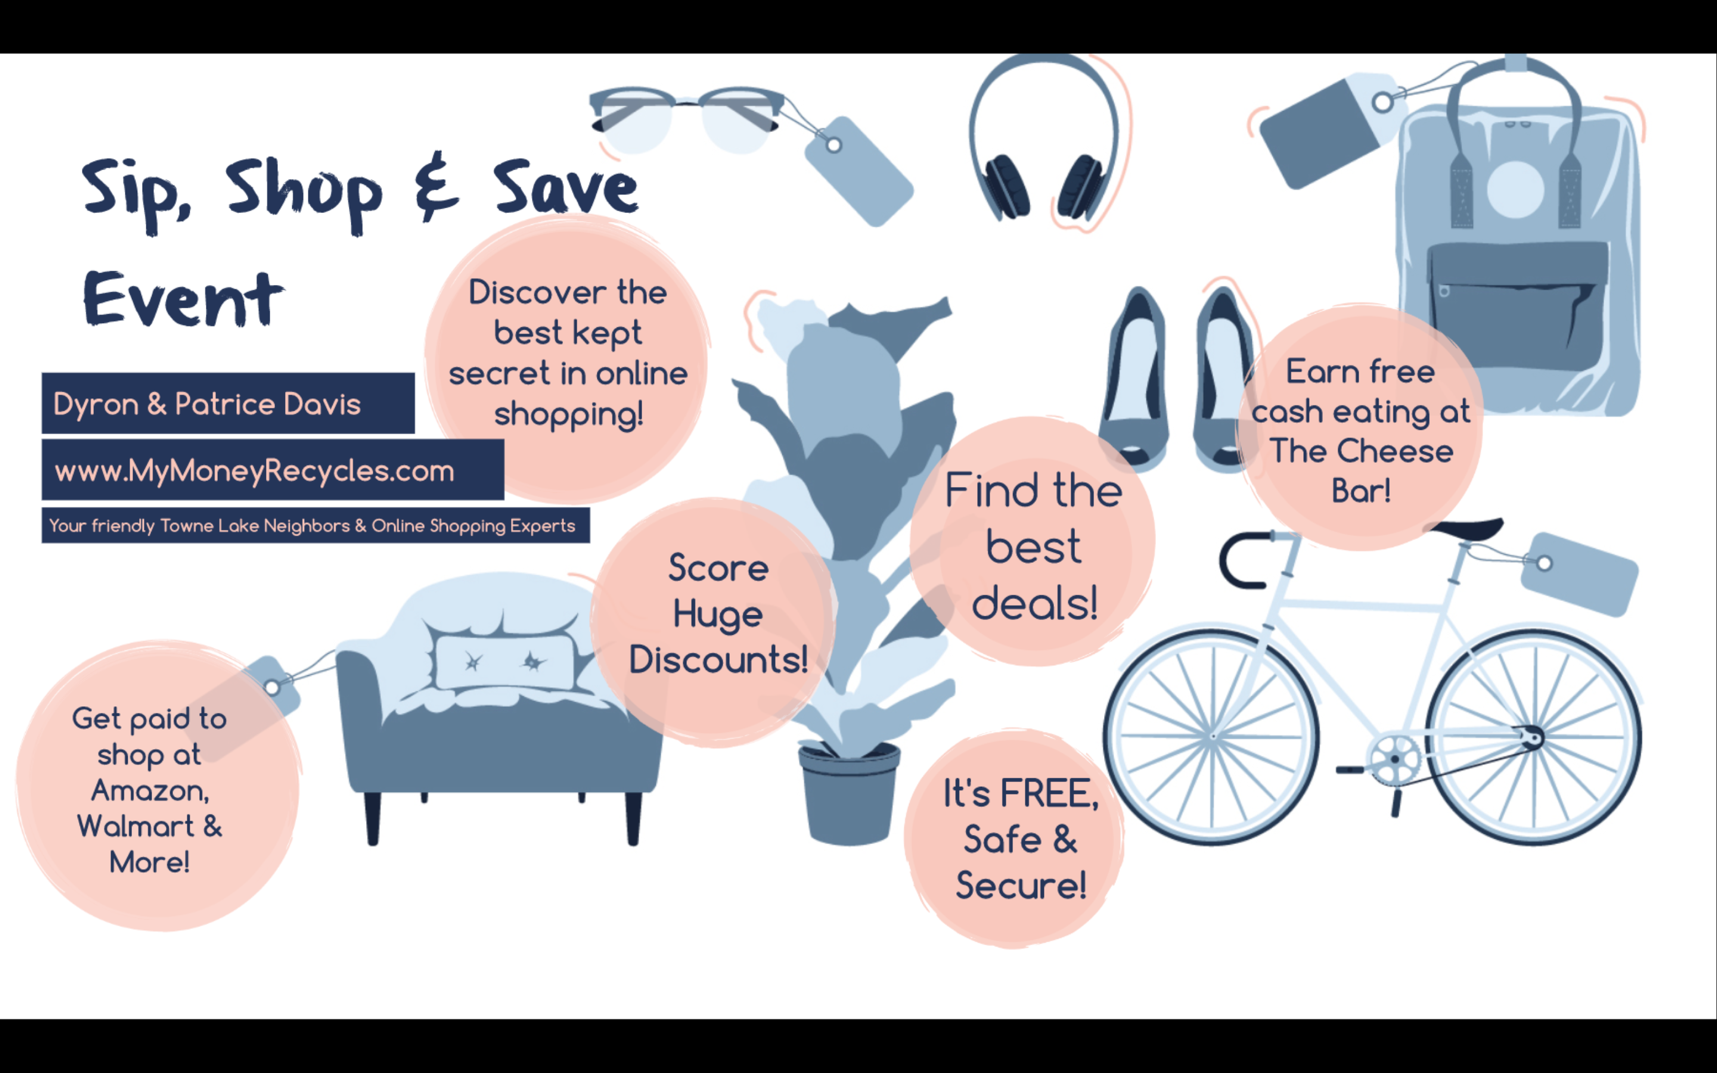 Sip, Shop & Save
Event
Dyron & Patrice Davis
www.MyMoneyRecycles.com
Your friendly Towne Lake Neighbors & Online Shopping Experts
Discover the
best kept
secret in online
shopping!
Earn free
cash eating at
The Cheese
Bar!
Find the
best
deals!
Score
Huge
Discounts!
Get paid to
shop at
Amazon,
Walmart &
More!
It's FREE,
Safe &
Secure!